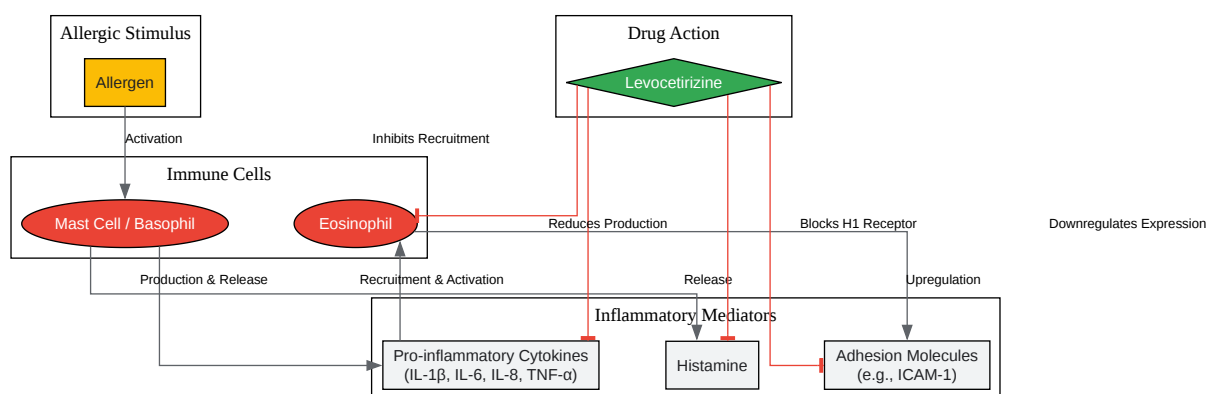 Allergic Stimulus
Drug Action
Allergen
Levocetirizine
Activation
Inhibits Recruitment
Immune Cells
Mast Cell / Basophil
Eosinophil
Reduces Production
Blocks H1 Receptor
Downregulates Expression
Production & Release
Recruitment & Activation
Release
Upregulation
Inflammatory Mediators
Pro-inflammatory Cytokines
(IL-1β, IL-6, IL-8, TNF-α)
Histamine
Adhesion Molecules
(e.g., ICAM-1)